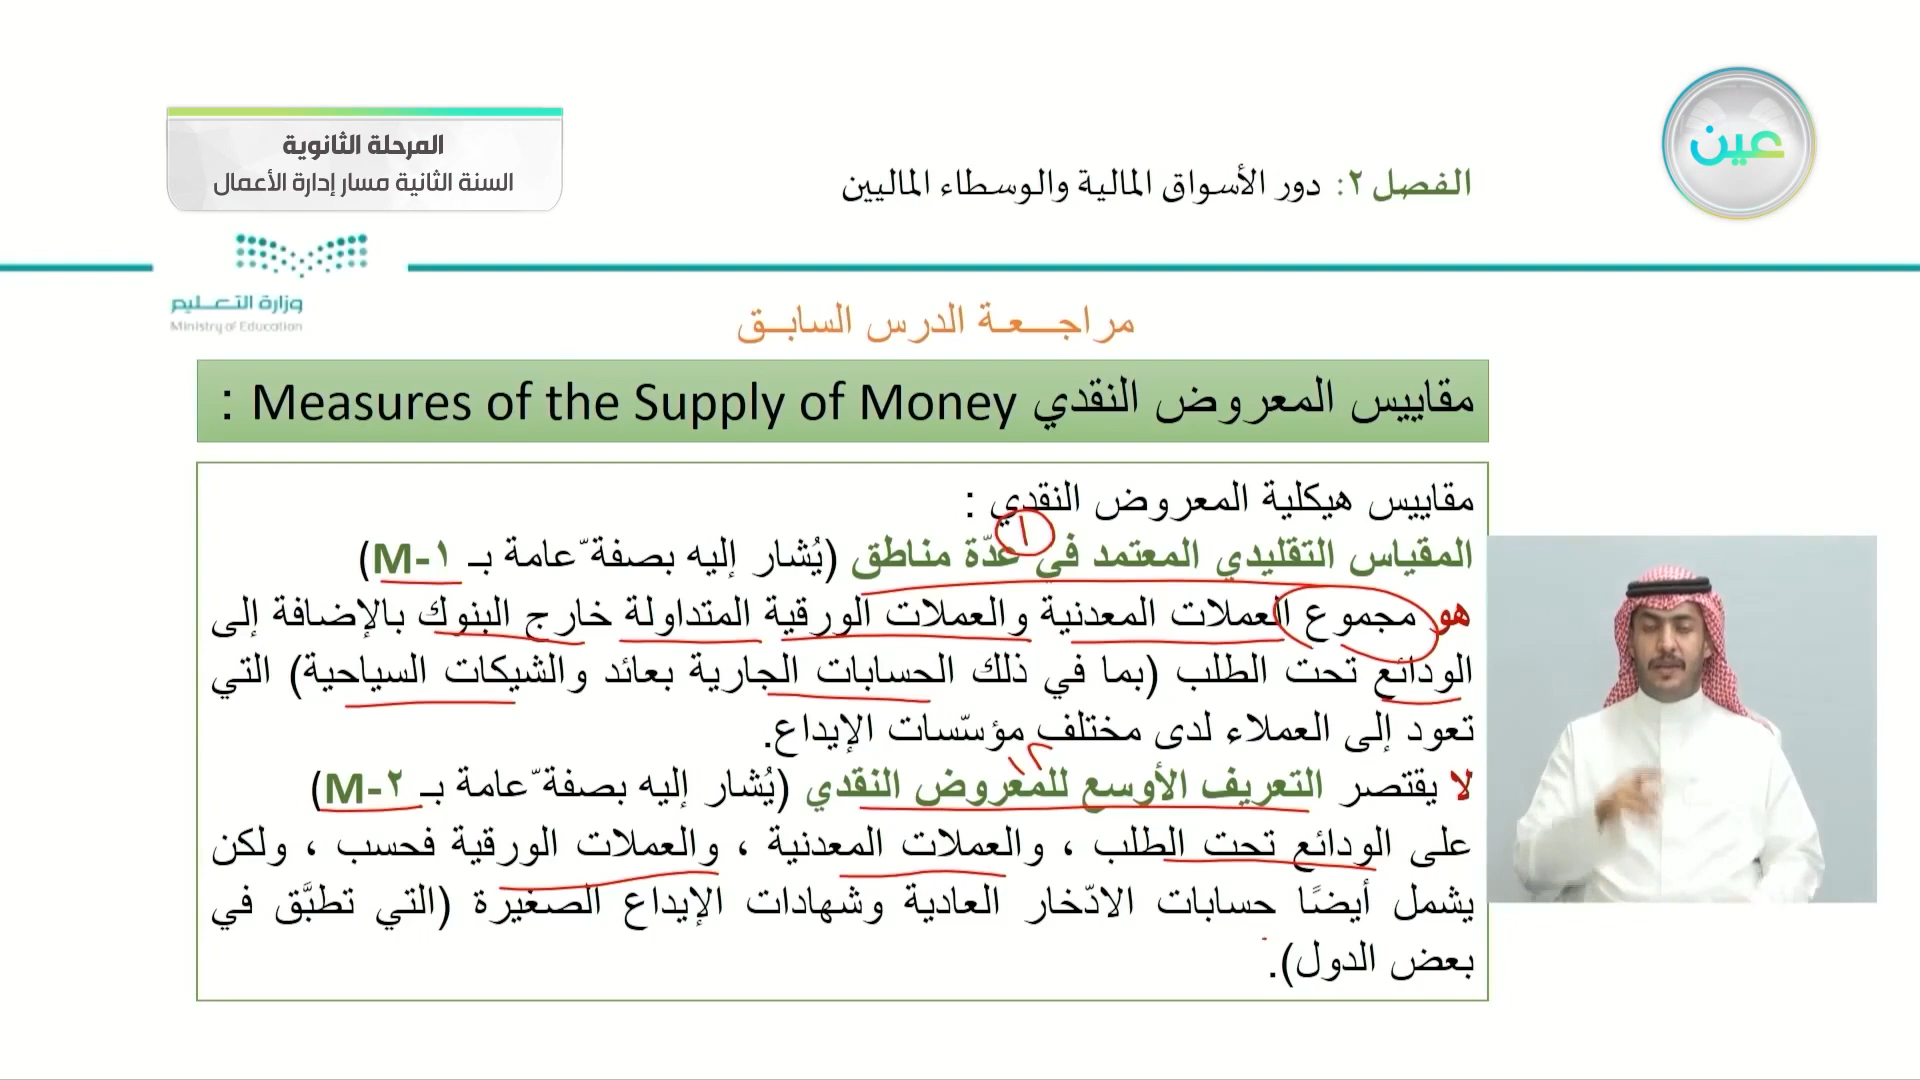 المرحلة الثانوية
السنة الثانية مسار إدارة الأعمال
عين
الفصل ٢: دور الأسواق المالية والوسطاء الماليين
وزارة التعـــليم
Ministry of Education
مراجـــعـة الدرس السابــق
مقاييس المعروض النقدي Measures of the Supply of Money :
مقاييس هيكلية المعروض النقدي :
١
المقياس التقليدي المعتمد في عدّة مناطق (يُشار إليه بصفة ّعامة بـ M-١)
هو مجموع العملات المعدنية والعملات الورقية المتداولة خارج البنوك بالإضافة إلى
الودائع تحت الطلب (بما في ذلك الحسابات الجارية بعائد والشيكات السياحية) التي
تعود إلى العملاء لدى مختلف مؤسّسات الإيداع.
٢
لا يقتصر التعريف الأوسع للمعروض النقدي (يُشار إليه بصفة ّعامة بـ M-٢)
على الودائع تحت الطلب ، والعملات المعدنية ، والعملات الورقية فحسب ، ولكن
يشمل أيضًا حسابات الادّخار العادية وشهادات الإيداع الصغيرة (التي تطبَّق في
بعض الدول).